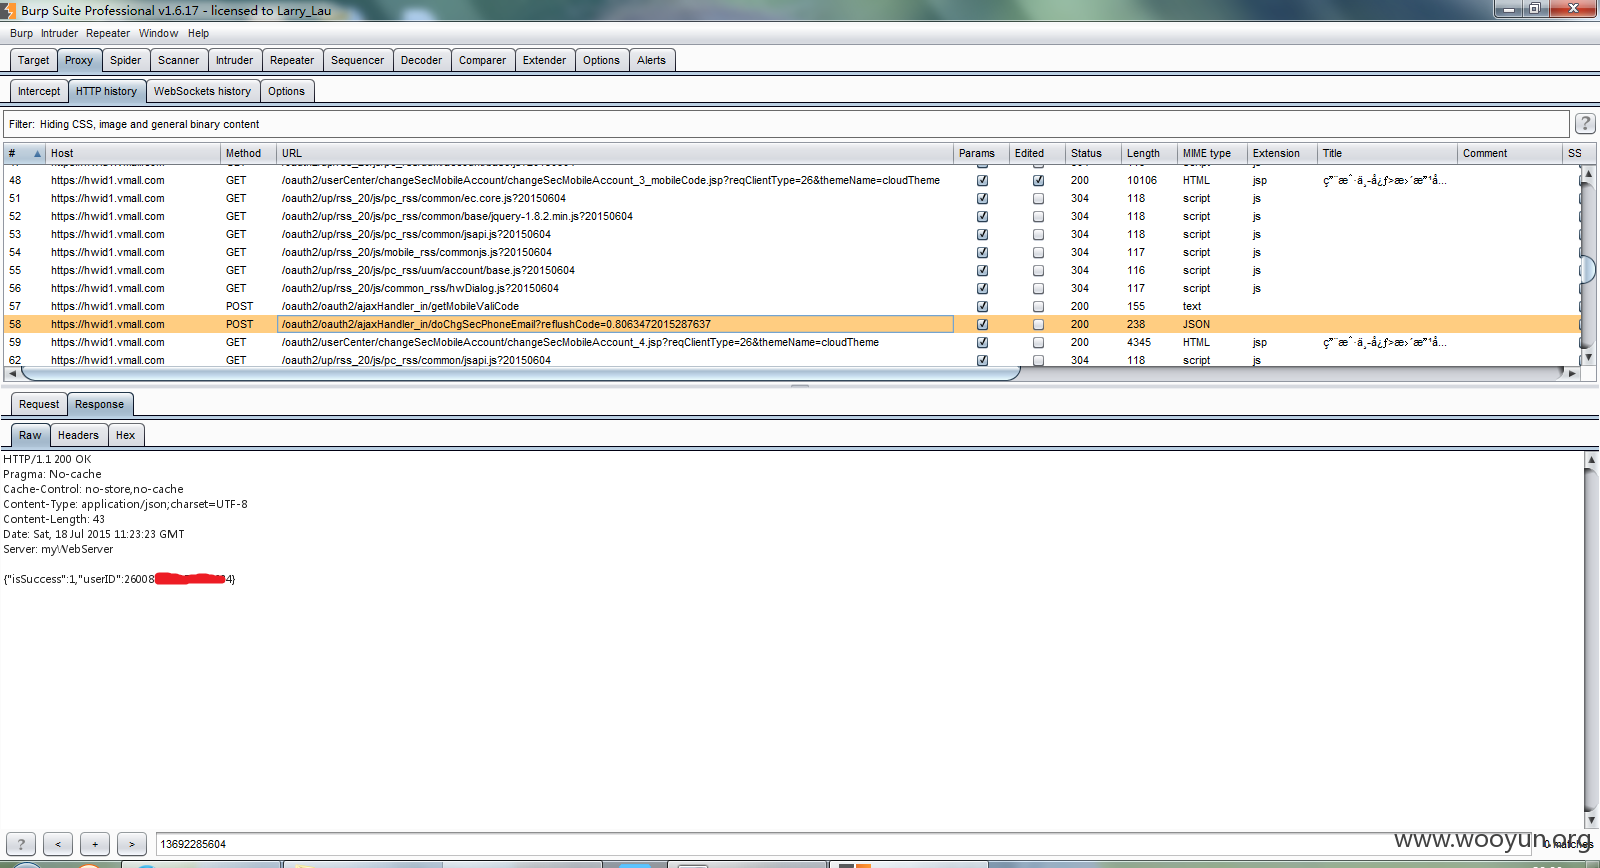 Burp Suite Professional v1.6.17 - licensed to Larry_Lau
Burp Intruder Repeater Window Help
Target Proxy Spider Scanner Intruder Repeater Sequencer Decoder Comparer Extender Options Alerts
Intercept HTTP history WebSockets history Options
Filter: Hiding CSS, image and general binary content ?
# Host Method URL Params Edited Status Length MIME type Extension Title Comment SS
48 https://hwid1.vmall.com GET /oauth2/userCenter/changeSecMobileAccount/changeSecMobileAccount_3_mobileCode.jsp?reqClientType=26&themeName=cloudTheme 200 10106 HTML jsp
51 https://hwid1.vmall.com GET /oauth2/up/rss_20/js/pc_rss/common/ec.core.js?20150604 304 118 script js
52 https://hwid1.vmall.com GET /oauth2/up/rss_20/js/pc_rss/common/base/jquery-1.8.2.min.js?20150604 304 118 script js
53 https://hwid1.vmall.com GET /oauth2/up/rss_20/js/pc_rss/common/jsapi.js?20150604 304 118 script js
54 https://hwid1.vmall.com GET /oauth2/up/rss_20/js/mobile_rss/commonjs.js?20150604 304 117 script js
55 https://hwid1.vmall.com GET /oauth2/up/rss_20/js/pc_rss/uum/account/base.js?20150604 304 116 script js
56 https://hwid1.vmall.com GET /oauth2/up/rss_20/js/common_rss/hwDialog.js?20150604 304 117 script js
57 https://hwid1.vmall.com POST /oauth2/oauth2/ajaxHandler_in/getMobileValiCode 200 155 text
58 https://hwid1.vmall.com POST /oauth2/oauth2/ajaxHandler_in/doChgSecPhoneEmail?reflushCode=0.8063472015287637 200 238 JSON
59 https://hwid1.vmall.com GET /oauth2/userCenter/changeSecMobileAccount/changeSecMobileAccount_4.jsp?reqClientType=26&themeName=cloudTheme 200 4345 HTML jsp
62 https://hwid1.vmall.com GET /oauth2/up/rss_20/js/pc_rss/common/jsapi.js?20150604 304 118 script js
Request Response
Raw Headers Hex
HTTP/1.1 200 OK
Pragma: No-cache
Cache-Control: no-store,no-cache
Content-Type: application/json;charset=UTF-8
Content-Length: 43
Date: Sat, 18 Jul 2015 11:23:23 GMT
Server: myWebServer
{"isSuccess":1,"userID":26008 4}
? < + > 13692285604 0 matches
www.wooyun.org